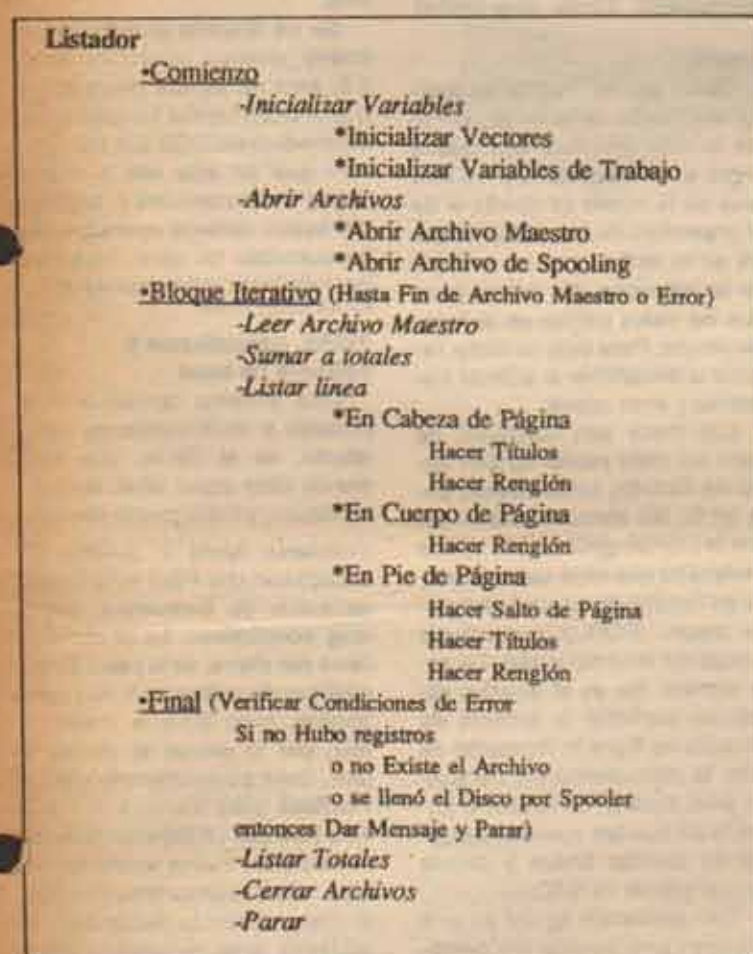 Listador
•Comienzo
-Inicializar Variables
*Inicializar Vectores
*Inicializar Variables de Trabajo
-Abrir Archivos
*Abrir Archivo Maestro
*Abrir Archivo de Spooling
•Bloque Iterativo (Hasta Fin de Archivo Maestro o Error)
-Leer Archivo Maestro
-Sumar a totales
-Listar línea
*En Cabeza de Página
Hacer Títulos
Hacer Renglón
*En Cuerpo de Página
Hacer Renglón
*En Pie de Página
Hacer Salto de Página
Hacer Títulos
Hacer Renglón
•Final (Verificar Condiciones de Error
Si no Hubo registros
o no Existe el Archivo
o se llenó el Disco por Spooler
entonces Dar Mensaje y Parar)
-Listar Totales
-Cerrar Archivos
-Parar